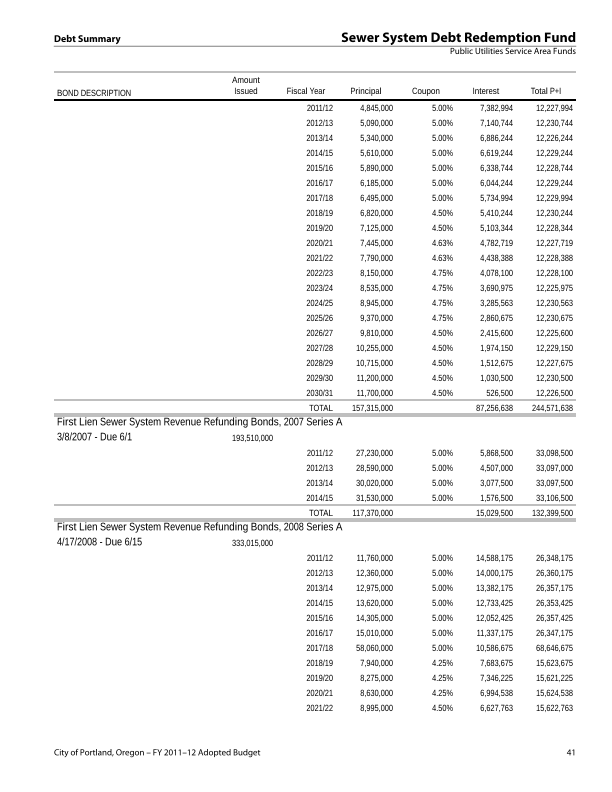 Debt Summary Sewer System Debt Redemption Fund
Public Utilities Service Area Funds
Amount
BOND DESCRIPTION Issued Fiscal Year Principal Coupon Interest Total P+I
2011/12 4,845,000 5.00% 7,382,994 12,227,994
2012/13 5,090,000 5.00% 7,140,744 12,230,744
2013/14 5,340,000 5.00% 6,886,244 12,226,244
2014/15 5,610,000 5.00% 6,619,244 12,229,244
2015/16 5,890,000 5.00% 6,338,744 12,228,744
2016/17 6,185,000 5.00% 6,044,244 12,229,244
2017/18 6,495,000 5.00% 5,734,994 12,229,994
2018/19 6,820,000 4.50% 5,410,244 12,230,244
2019/20 7,125,000 4.50% 5,103,344 12,228,344
2020/21 7,445,000 4.63% 4,782,719 12,227,719
2021/22 7,790,000 4.63% 4,438,388 12,228,388
2022/23 8,150,000 4.75% 4,078,100 12,228,100
2023/24 8,535,000 4.75% 3,690,975 12,225,975
2024/25 8,945,000 4.75% 3,285,563 12,230,563
2025/26 9,370,000 4.75% 2,860,675 12,230,675
2026/27 9,810,000 4.50% 2,415,600 12,225,600
2027/28 10,255,000 4.50% 1,974,150 12,229,150
2028/29 10,715,000 4.50% 1,512,675 12,227,675
2029/30 11,200,000 4.50% 1,030,500 12,230,500
2030/31 11,700,000 4.50% 526,500 12,226,500
TOTAL 157,315,000 87,256,638 244,571,638
First Lien Sewer System Revenue Refunding Bonds, 2007 Series A
3/8/2007 - Due 6/1 193,510,000
2011/12 27,230,000 5.00% 5,868,500 33,098,500
2012/13 28,590,000 5.00% 4,507,000 33,097,000
2013/14 30,020,000 5.00% 3,077,500 33,097,500
2014/15 31,530,000 5.00% 1,576,500 33,106,500
TOTAL 117,370,000 15,029,500 132,399,500
First Lien Sewer System Revenue Refunding Bonds, 2008 Series A
4/17/2008 - Due 6/15 333,015,000
2011/12 11,760,000 5.00% 14,588,175 26,348,175
2012/13 12,360,000 5.00% 14,000,175 26,360,175
2013/14 12,975,000 5.00% 13,382,175 26,357,175
2014/15 13,620,000 5.00% 12,733,425 26,353,425
2015/16 14,305,000 5.00% 12,052,425 26,357,425
2016/17 15,010,000 5.00% 11,337,175 26,347,175
2017/18 58,060,000 5.00% 10,586,675 68,646,675
2018/19 7,940,000 4.25% 7,683,675 15,623,675
2019/20 8,275,000 4.25% 7,346,225 15,621,225
2020/21 8,630,000 4.25% 6,994,538 15,624,538
2021/22 8,995,000 4.50% 6,627,763 15,622,763
City of Portland, Oregon – FY 2011–12 Adopted Budget 41